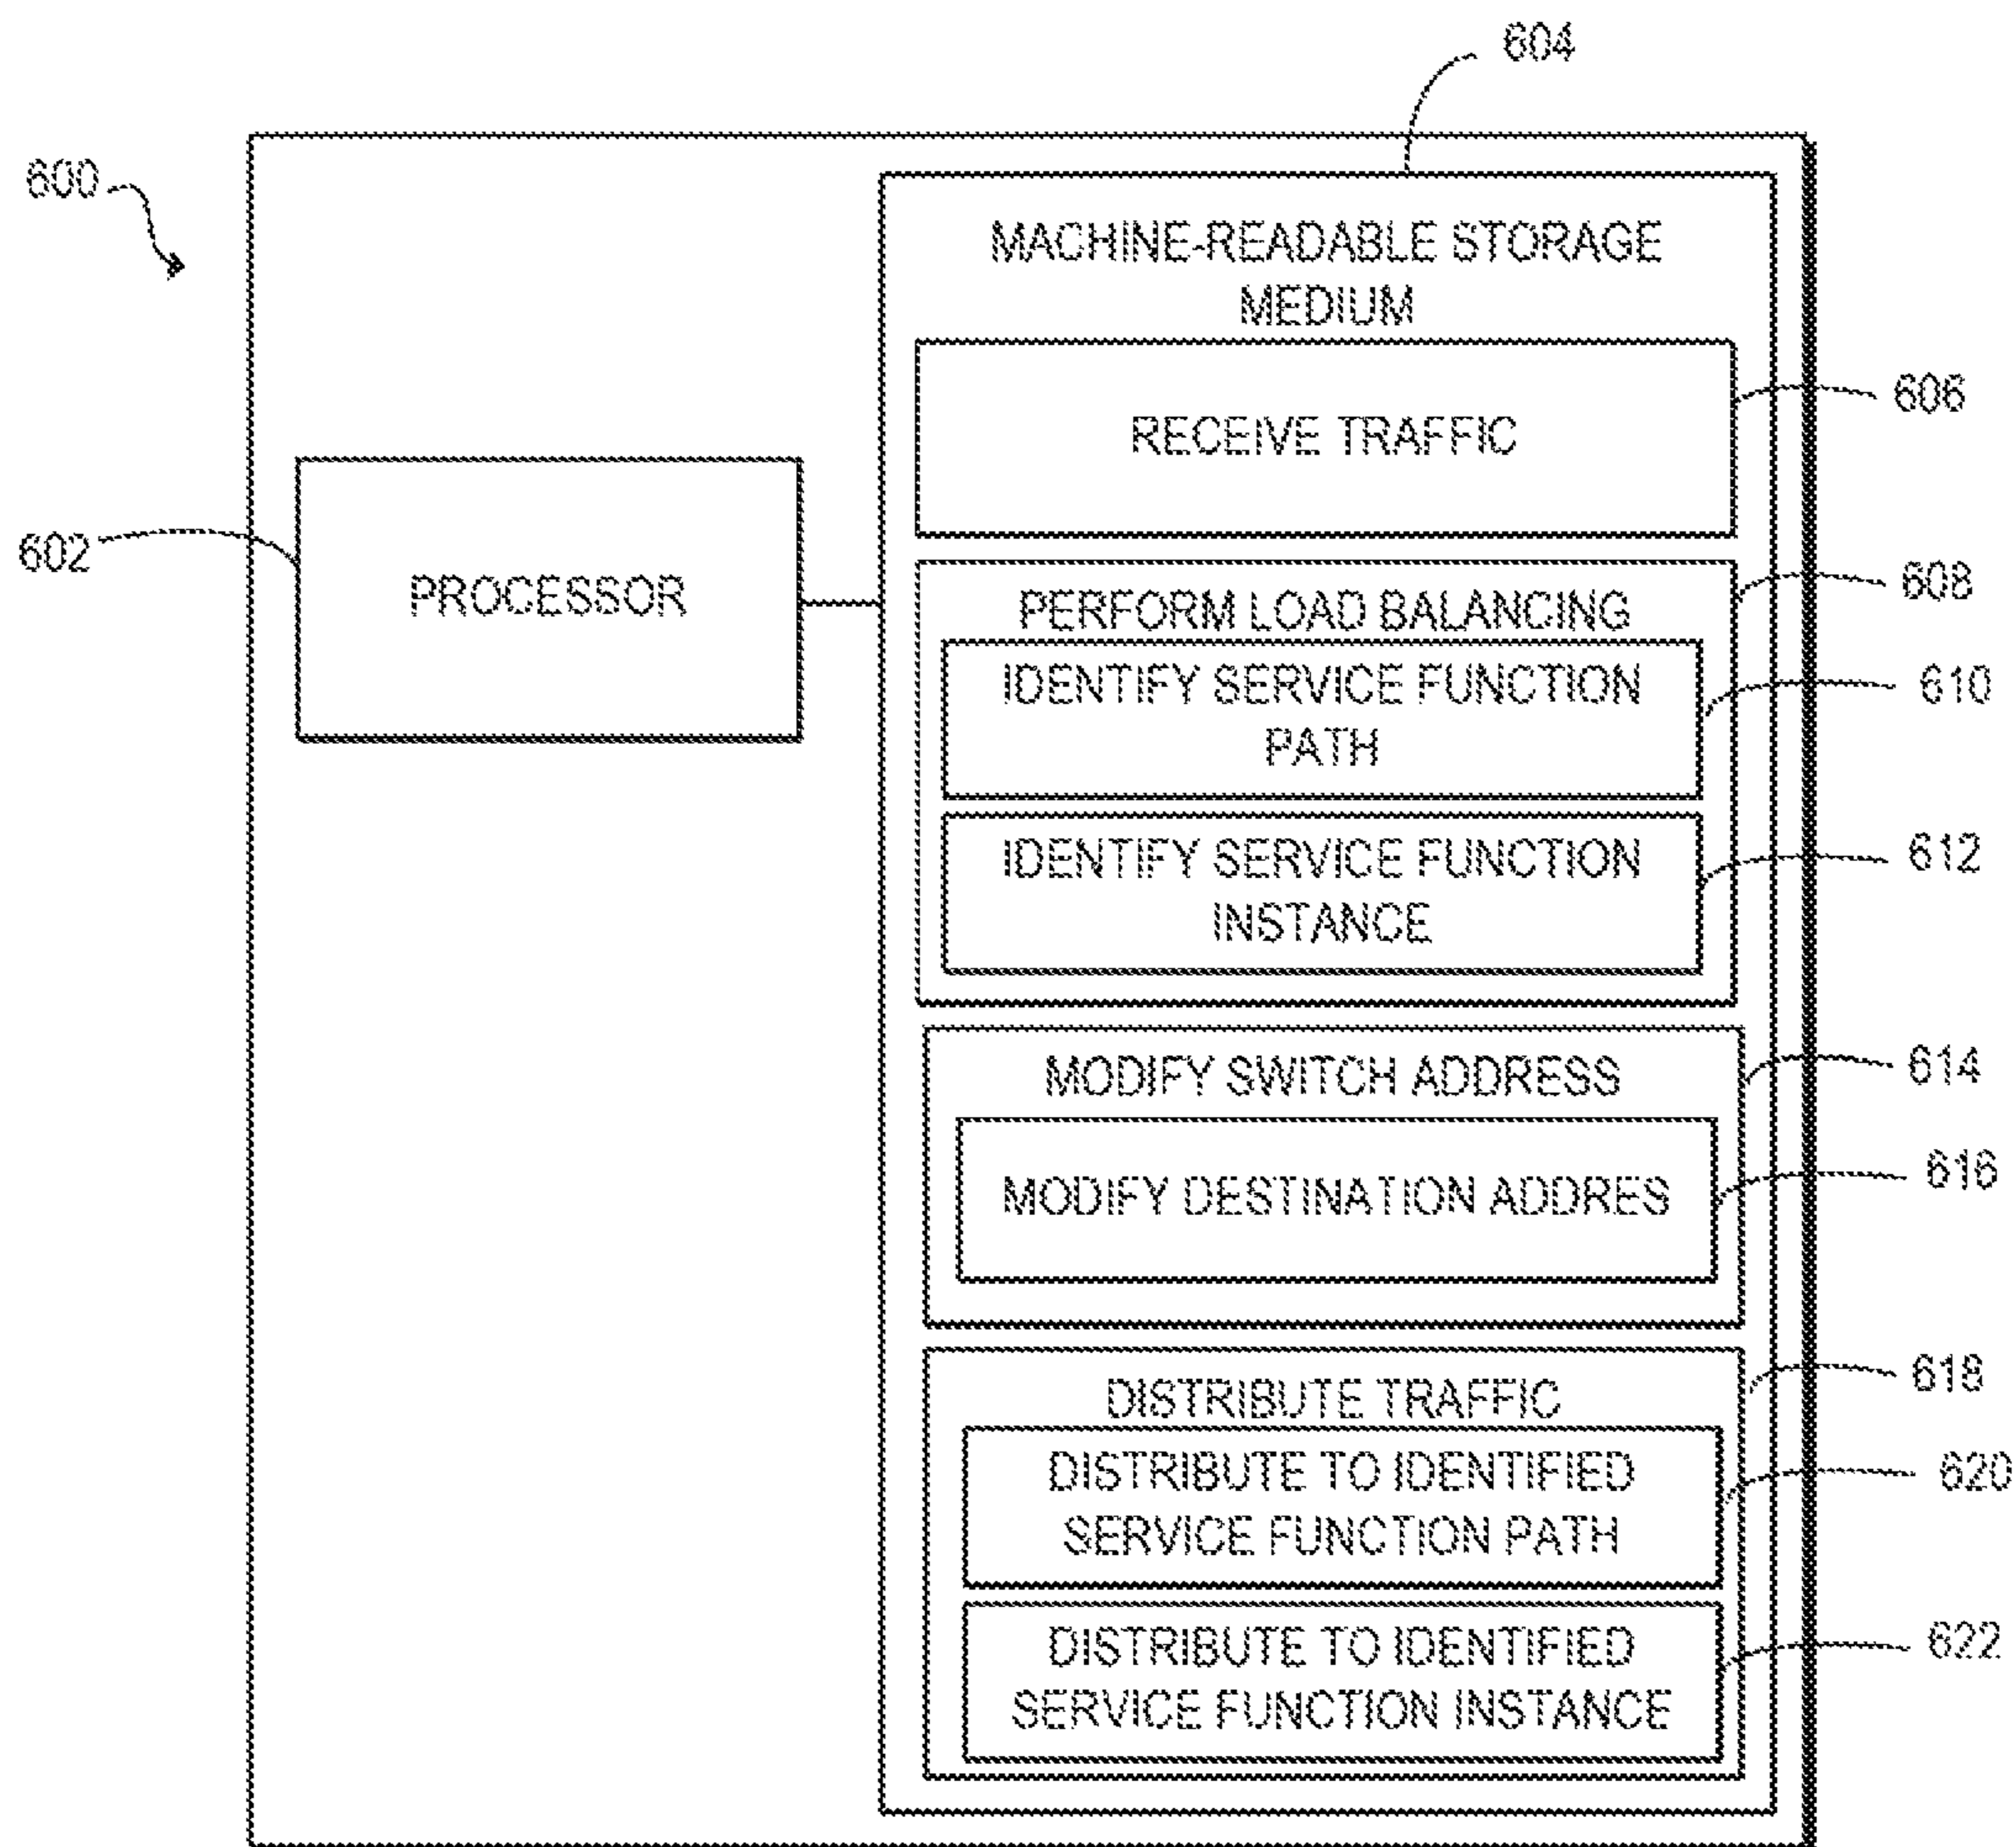 604
600
MACHINE-READABLE STORAGE
MEDIUM
606
RECEIVE TRAFFIC
602
PROCESSOR
608
PERFORM LOAD BALANCING
IDENTIFY SERVICE FUNCTION
PATH
610
IDENTIFY SERVICE FUNCTION
INSTANCE
612
MODIFY SWITCH ADDRESS
614
MODIFY DESTINATION ADDRES
616
DISTRIBUTE TRAFFIC
618
DISTRIBUTE TO IDENTIFIED
SERVICE FUNCTION PATH
620
DISTRIBUTE TO IDENTIFIED
SERVICE FUNCTION INSTANCE
622